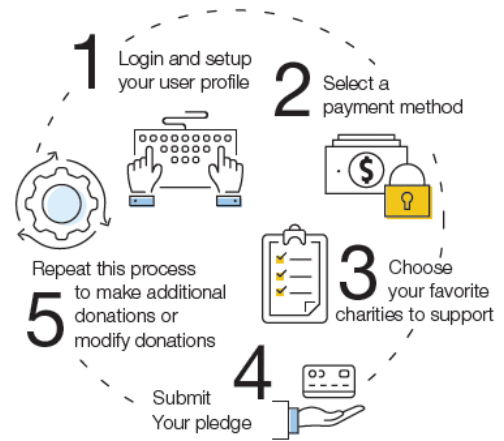 1 Login and setup
your user profile
2 Select a
payment method
$
3 Choose
your favorite
charities to support
4 Submit
Your pledge
5 Repeat this process
to make additional
donations or
modify donations